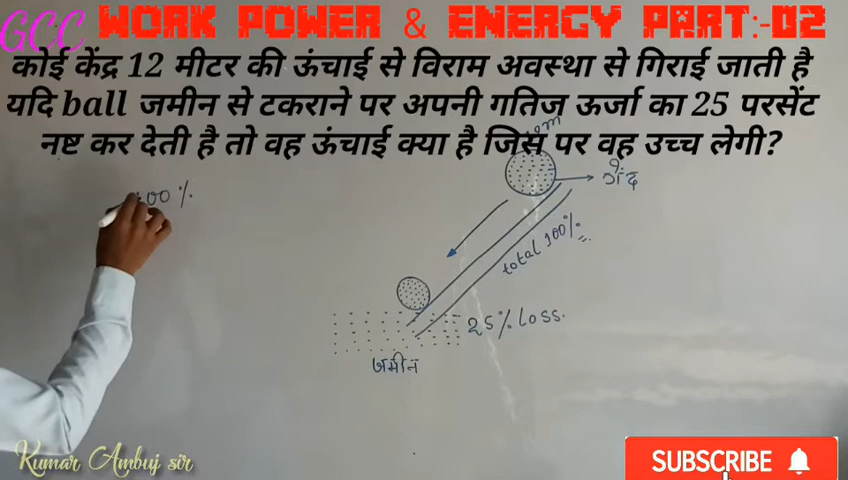 GCC WORK POWER & ENERGY PART:-02
कोई केंद्र 12 मीटर की ऊंचाई से विराम अवस्था से गिराई जाती है
यदि ball जमीन से टकराने पर अपनी गतिज ऊर्जा का 25 परसेंट
नष्ट कर देती है तो वह ऊंचाई क्या है जिस पर वह उच्च लेगी?
गेंद
100%
total 100%
25% loss.
जमीन
Kumar Ambuj sir
SUBSCRIBE